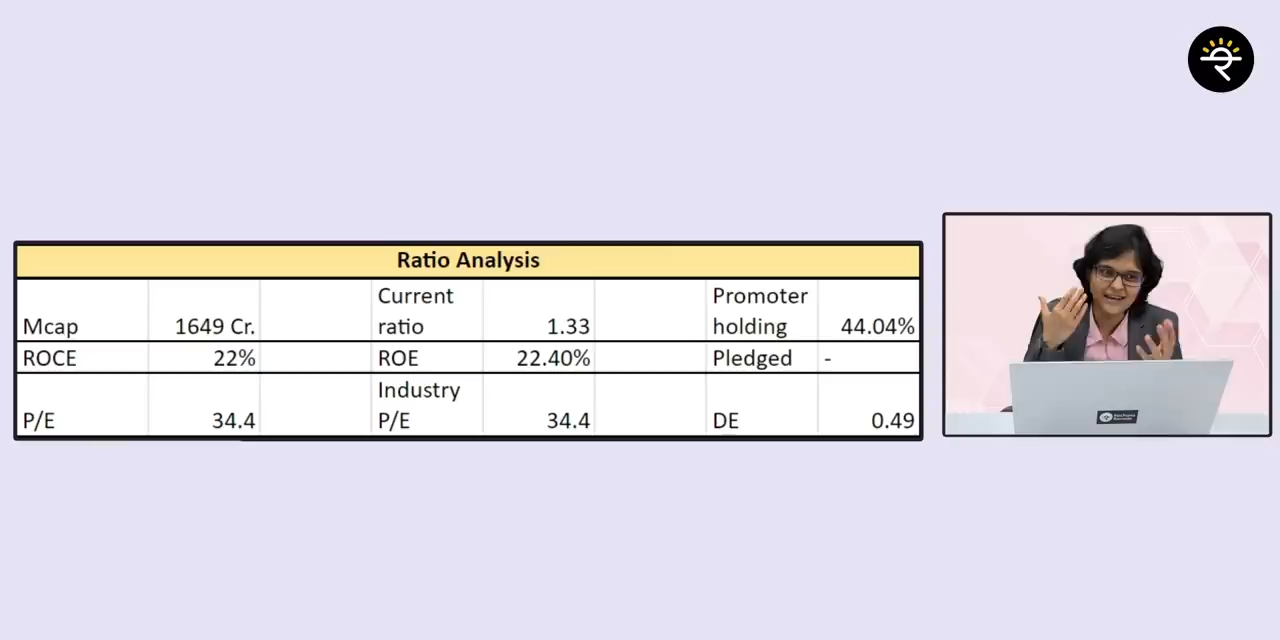 Ratio Analysis
Mcap 1649 Cr. Current ratio 1.33 Promoter holding 44.04%
ROCE 22% ROE 22.40% Pledged -
P/E 34.4 Industry P/E 34.4 DE 0.49